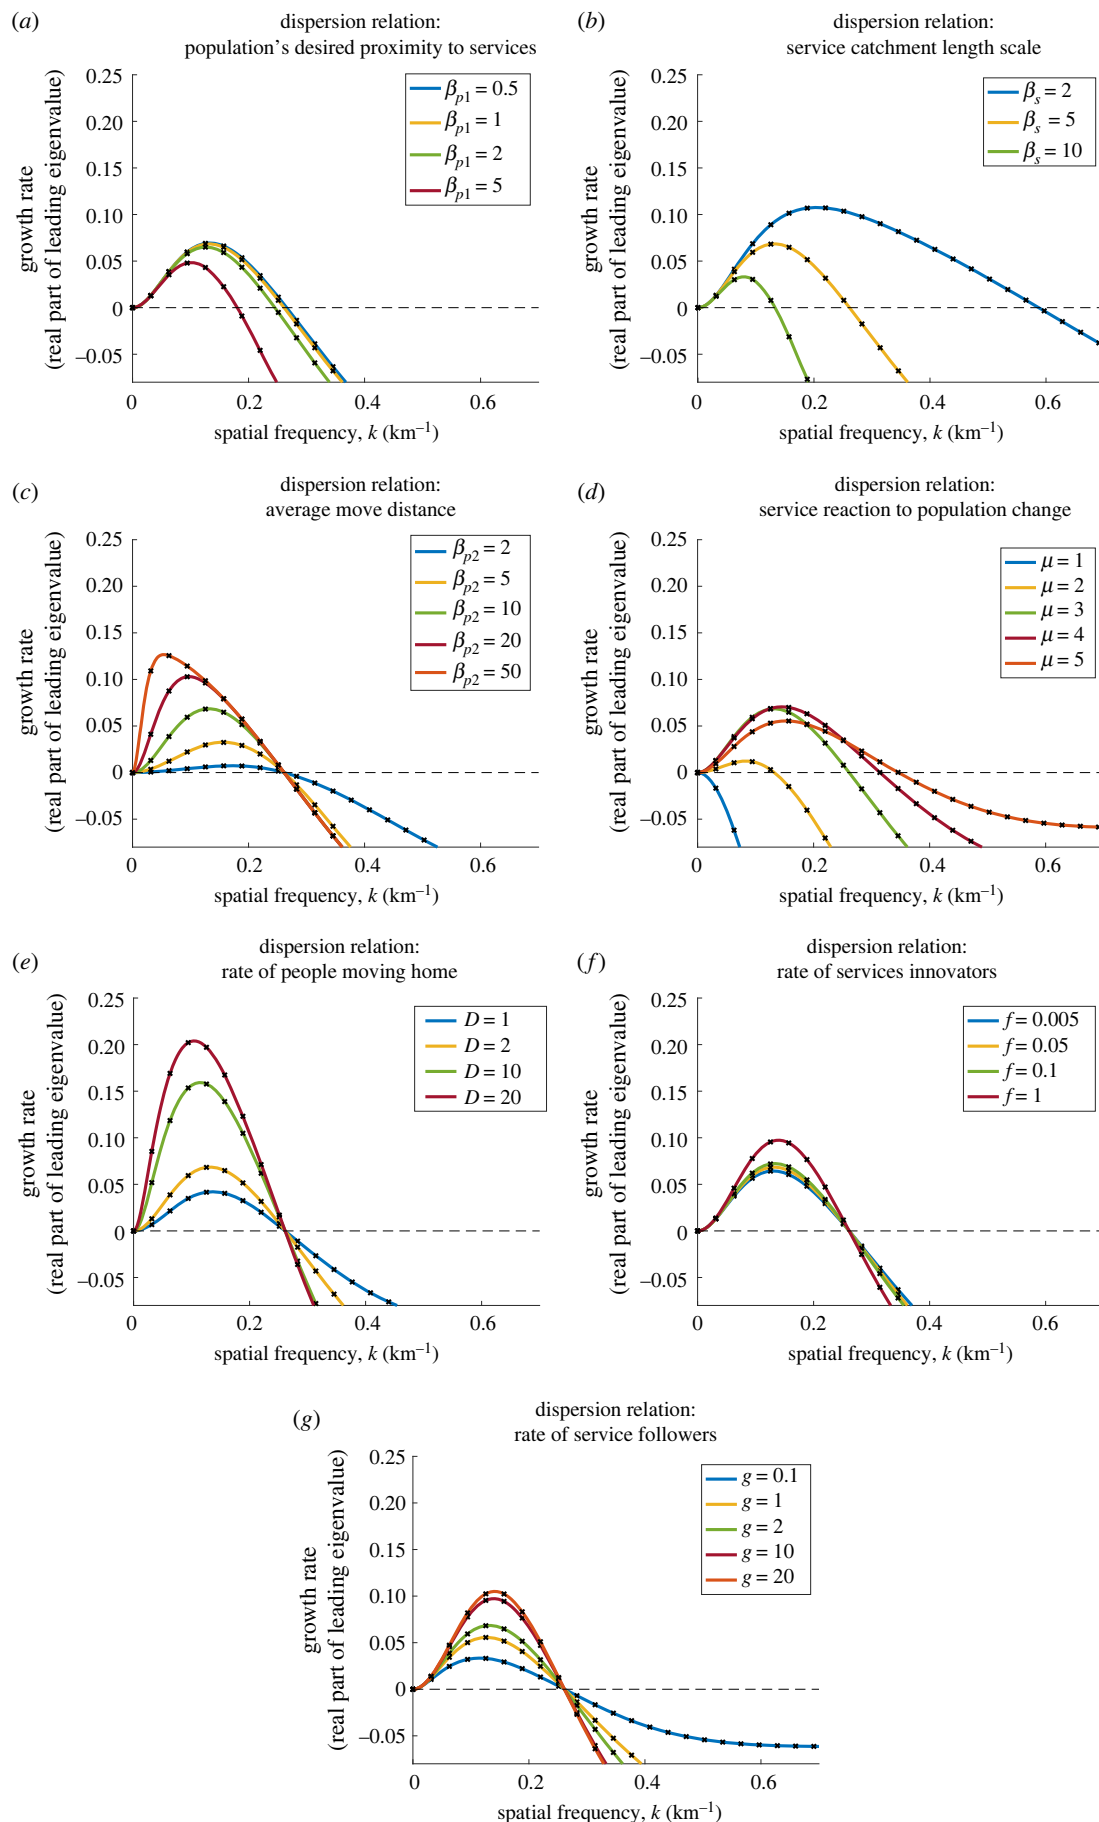 (a)
dispersion relation:
population's desired proximity to services
growth rate
(real part of leading eigenvalue)
0.25
0.20
0.15
0.10
0.05
0
–0.05
β_p1 = 0.5
β_p1 = 1
β_p1 = 2
β_p1 = 5
0 0.2 0.4 0.6
spatial frequency, k (km⁻¹)
(b)
dispersion relation:
service catchment length scale
growth rate
(real part of leading eigenvalue)
0.25
0.20
0.15
0.10
0.05
0
–0.05
β_s = 2
β_s = 5
β_s = 10
0 0.2 0.4 0.6
spatial frequency, k (km⁻¹)
(c)
dispersion relation:
average move distance
growth rate
(real part of leading eigenvalue)
0.25
0.20
0.15
0.10
0.05
0
–0.05
β_p2 = 2
β_p2 = 5
β_p2 = 10
β_p2 = 20
β_p2 = 50
0 0.2 0.4 0.6
spatial frequency, k (km⁻¹)
(d)
dispersion relation:
service reaction to population change
growth rate
(real part of leading eigenvalue)
0.25
0.20
0.15
0.10
0.05
0
–0.05
μ = 1
μ = 2
μ = 3
μ = 4
μ = 5
0 0.2 0.4 0.6
spatial frequency, k (km⁻¹)
(e)
dispersion relation:
rate of people moving home
growth rate
(real part of leading eigenvalue)
0.25
0.20
0.15
0.10
0.05
0
–0.05
D = 1
D = 2
D = 10
D = 20
0 0.2 0.4 0.6
spatial frequency, k (km⁻¹)
(f)
dispersion relation:
rate of services innovators
growth rate
(real part of leading eigenvalue)
0.25
0.20
0.15
0.10
0.05
0
–0.05
f = 0.005
f = 0.05
f = 0.1
f = 1
0 0.2 0.4 0.6
spatial frequency, k (km⁻¹)
(g)
dispersion relation:
rate of service followers
growth rate
(real part of leading eigenvalue)
0.25
0.20
0.15
0.10
0.05
0
–0.05
g = 0.1
g = 1
g = 2
g = 10
g = 20
0 0.2 0.4 0.6
spatial frequency, k (km⁻¹)